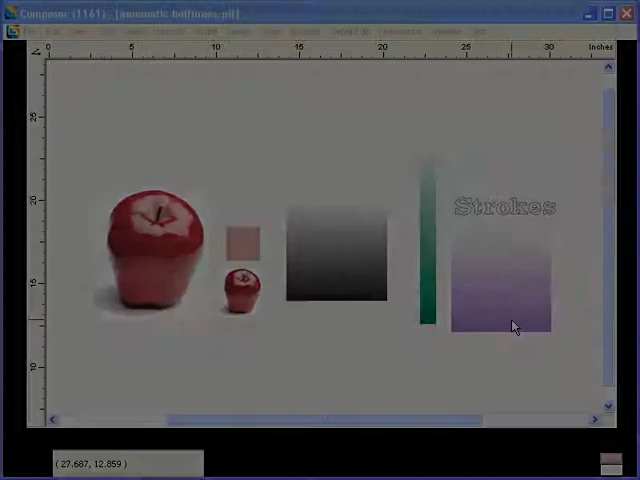 Composer (1161) - [automatic halftones.plt]
0 5 10 15 20 25 30 Inches
25
20
15
10
Strokes
( 27.687, 12.859 )